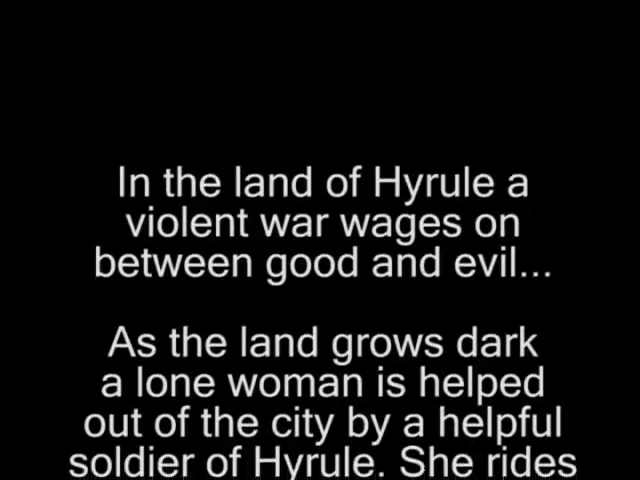 In the land of Hyrule a
violent war wages on
between good and evil...
As the land grows dark
a lone woman is helped
out of the city by a helpful
soldier of Hyrule. She rides